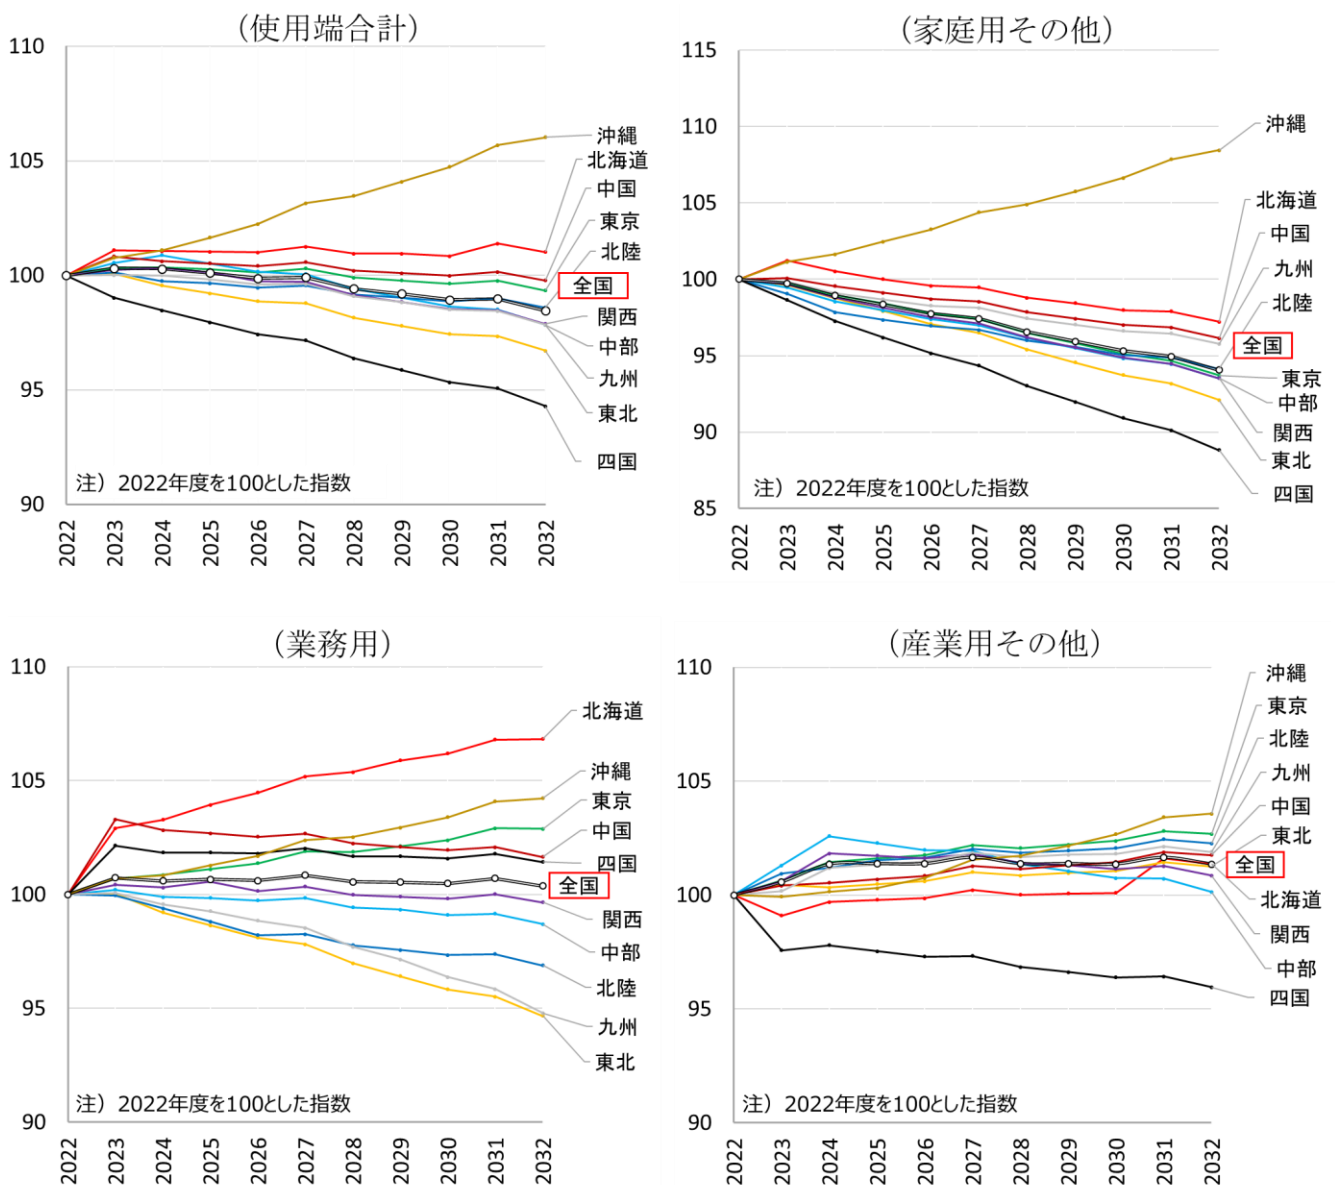 (使用端合計)
110
105
100
95
90
沖縄
北海道
中国
東京
北陸
全国
関西
中部
九州
東北
四国
注）2022年度を100とした指数
2022 2023 2024 2025 2026 2027 2028 2029 2030 2031 2032
(家庭用その他)
115
110
105
100
95
90
85
沖縄
北海道
中国
九州
北陸
全国
東京
中部
関西
東北
四国
注）2022年度を100とした指数
2022 2023 2024 2025 2026 2027 2028 2029 2030 2031 2032
(業務用)
110
105
100
95
90
北海道
沖縄
東京
中国
四国
全国
関西
中部
北陸
九州
東北
注）2022年度を100とした指数
2022 2023 2024 2025 2026 2027 2028 2029 2030 2031 2032
(産業用その他)
110
105
100
95
90
沖縄
東京
北陸
九州
中国
東北
全国
北海道
関西
中部
四国
注）2022年度を100とした指数
2022 2023 2024 2025 2026 2027 2028 2029 2030 2031 2032